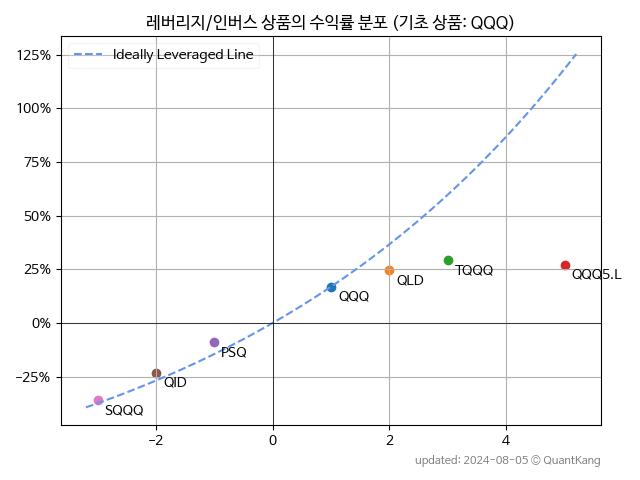 레버리지/인버스 상품의 수익률 분포 (기초 상품: QQQ)
125%
Ideally Leveraged Line
100%
75%
50%
25%
TQQQ
QQQ5.L
QLD
QQQ
0%
PSQ
−25%
QID
SQQQ
−2
0
2
4
updated: 2024-08-05 © QuantKang